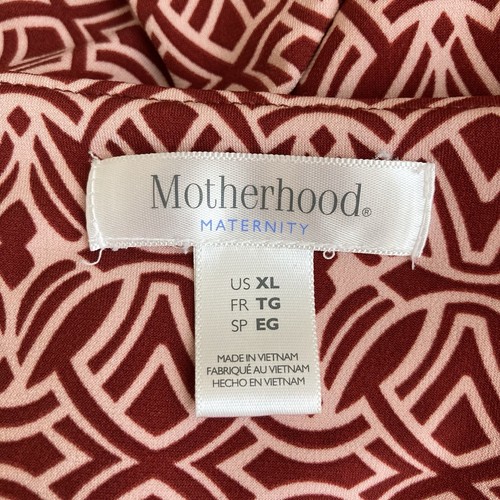 Motherhood®
MATERNITY
US XL
FR TG
SP EG
MADE IN VIETNAM
FABRIQUÉ AU VIETNAM
HECHO EN VIETNAM